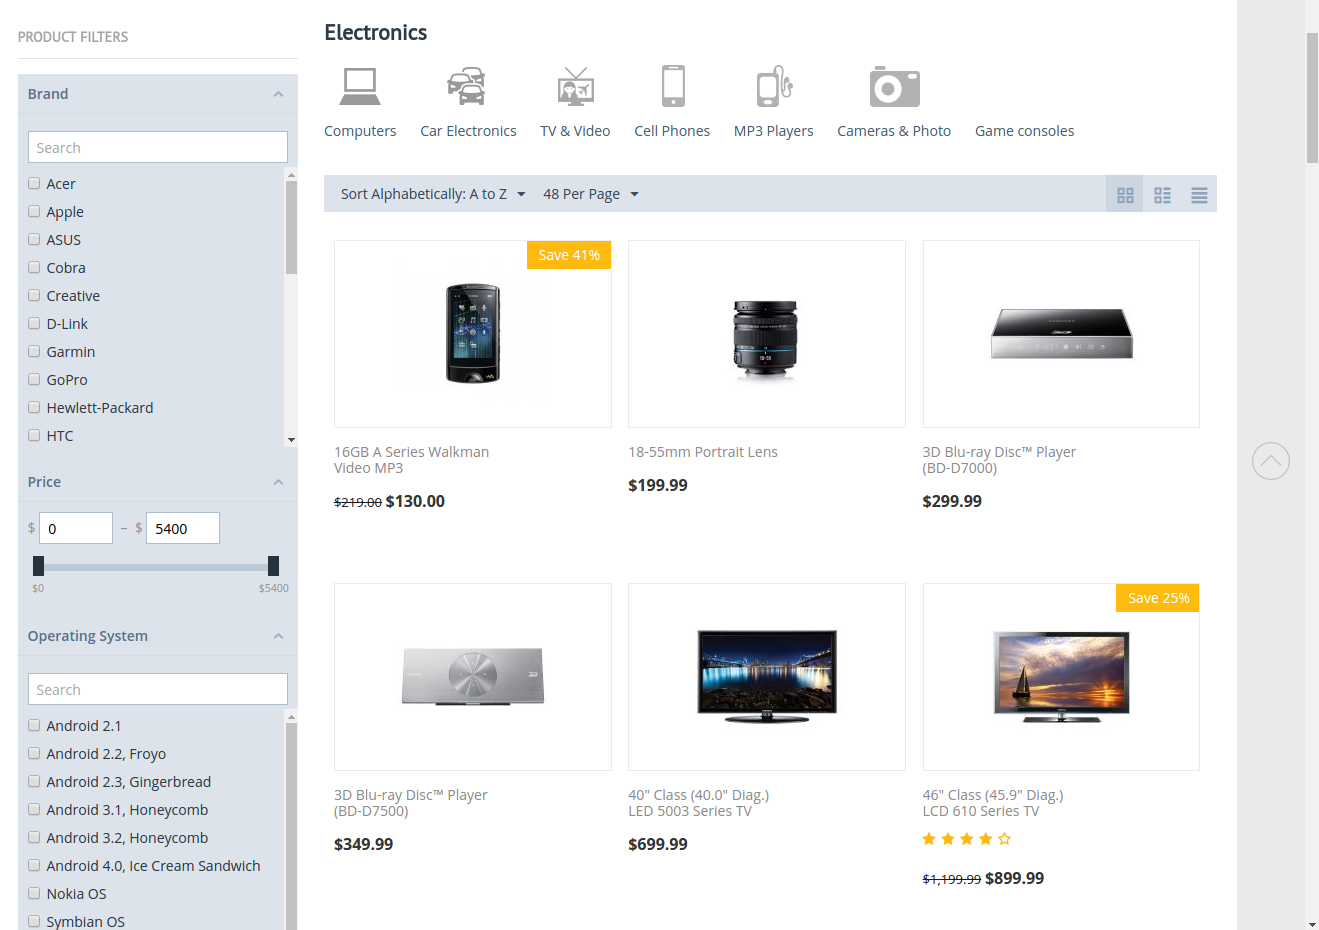 PRODUCT FILTERS
Brand
Search
Acer
Apple
ASUS
Cobra
Creative
D-Link
Garmin
GoPro
Hewlett-Packard
HTC
Price
$ 0 – $ 5400
$0 $5400
Operating System
Search
Android 2.1
Android 2.2, Froyo
Android 2.3, Gingerbread
Android 3.1, Honeycomb
Android 3.2, Honeycomb
Android 4.0, Ice Cream Sandwich
Nokia OS
Symbian OS
Electronics
Computers
Car Electronics
TV & Video
Cell Phones
MP3 Players
Cameras & Photo
Game consoles
Sort Alphabetically: A to Z
48 Per Page
Save 41%
16GB A Series Walkman
Video MP3
$219.00 $130.00
18-55
18-55mm Portrait Lens
$199.99
3D Blu-ray Disc™ Player
(BD-D7000)
$299.99
3D Blu-ray Disc™ Player
(BD-D7500)
$349.99
40" Class (40.0" Diag.)
LED 5003 Series TV
$699.99
Save 25%
46" Class (45.9" Diag.)
LCD 610 Series TV
$1,199.99 $899.99